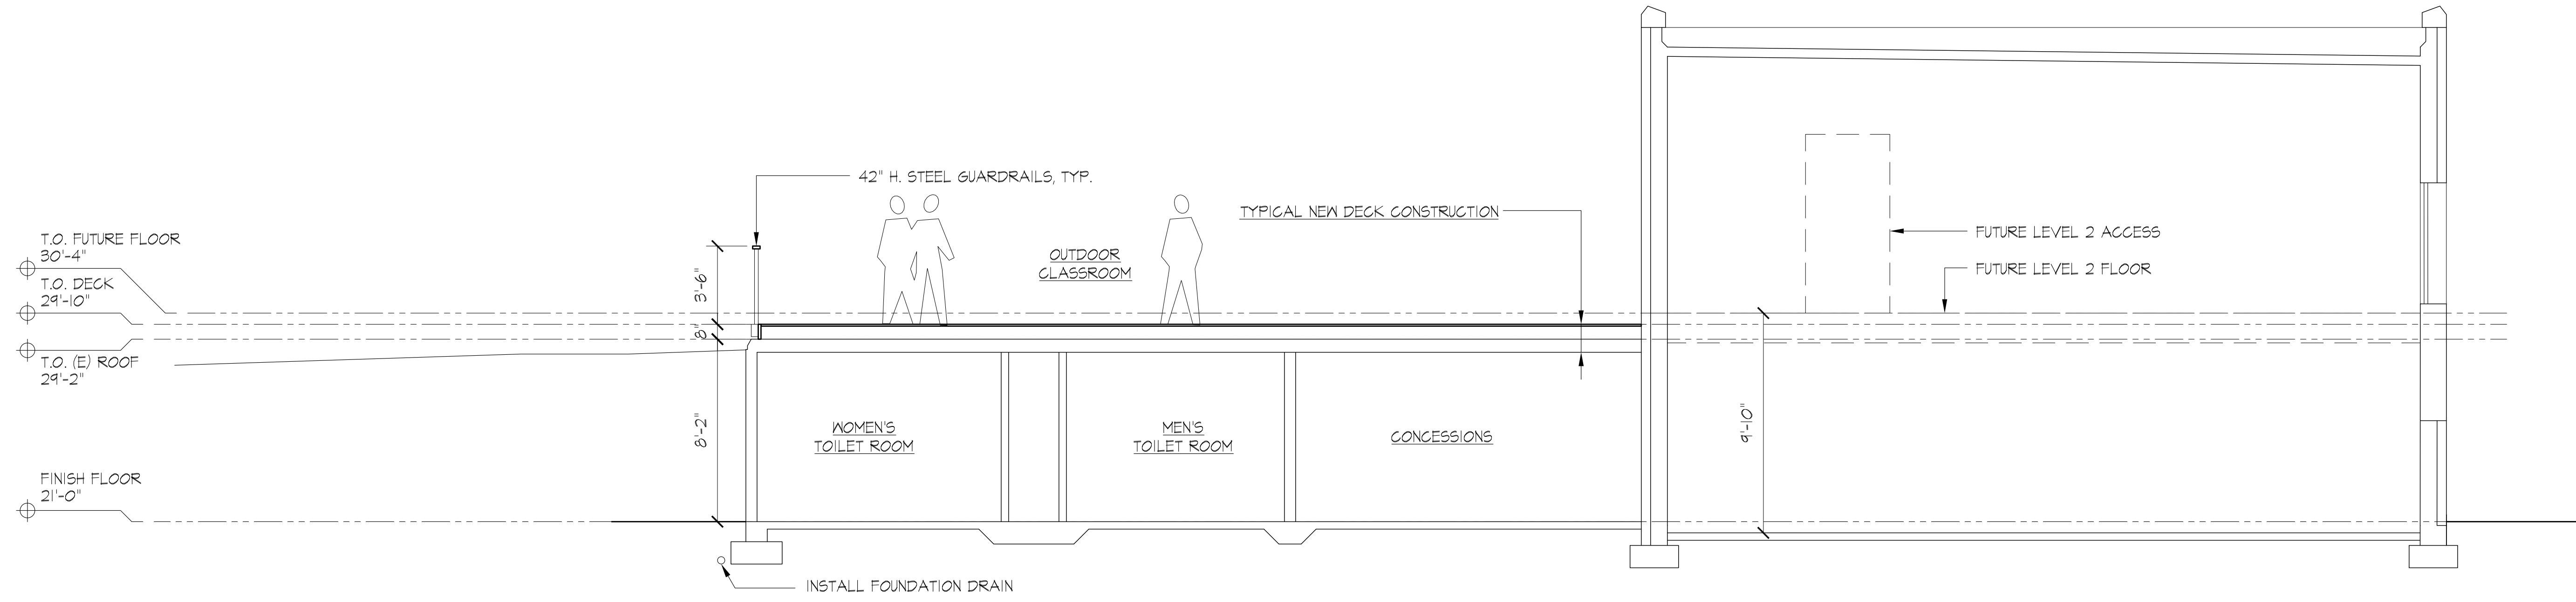 42" H. STEEL GUARDRAILS, TYP.
TYPICAL NEW DECK CONSTRUCTION
T.O. FUTURE FLOOR
30'-4"
T.O. DECK
29'-10"
T.O. (E) ROOF
29'-2"
FINISH FLOOR
21'-0"
3'-6"
8"
8'-2"
OUTDOOR
CLASSROOM
FUTURE LEVEL 2 ACCESS
FUTURE LEVEL 2 FLOOR
WOMEN'S
TOILET ROOM
MEN'S
TOILET ROOM
CONCESSIONS
9'-10"
INSTALL FOUNDATION DRAIN